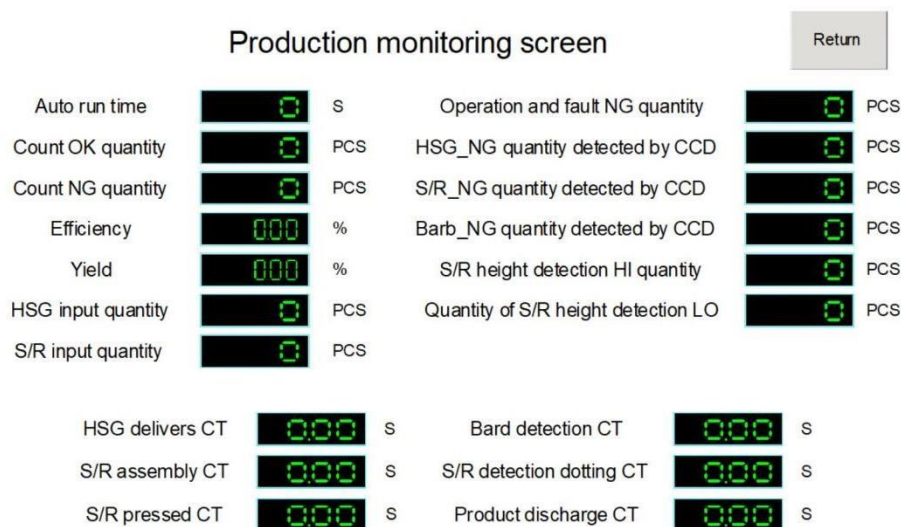 Production monitoring screen
Return
Auto run time 0 S
Operation and fault NG quantity 0 PCS
Count OK quantity 0 PCS
HSG_NG quantity detected by CCD 0 PCS
Count NG quantity 0 PCS
S/R_NG quantity detected by CCD 0 PCS
Efficiency 000 %
Barb_NG quantity detected by CCD 0 PCS
Yield 000 %
S/R height detection HI quantity 0 PCS
HSG input quantity 0 PCS
Quantity of S/R height detection LO 0 PCS
S/R input quantity 0 PCS
HSG delivers CT 0.00 S
Bard detection CT 0.00 S
S/R assembly CT 0.00 S
S/R detection dotting CT 0.00 S
S/R pressed CT 0.00 S
Product discharge CT 0.00 S